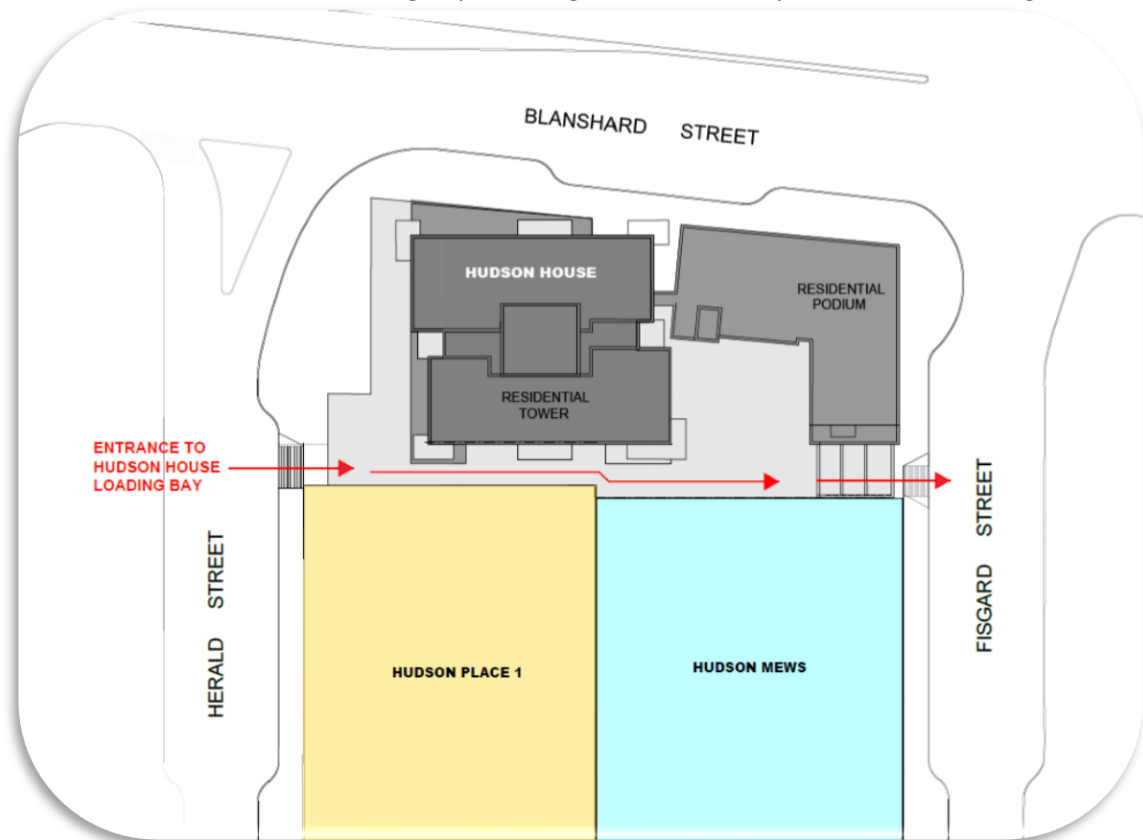 BLANSHARD STREET
HUDSON HOUSE
RESIDENTIAL
PODIUM
RESIDENTIAL
TOWER
ENTRANCE TO
HUDSON HOUSE
LOADING BAY
HERALD STREET
FISGARD STREET
HUDSON PLACE 1
HUDSON MEWS